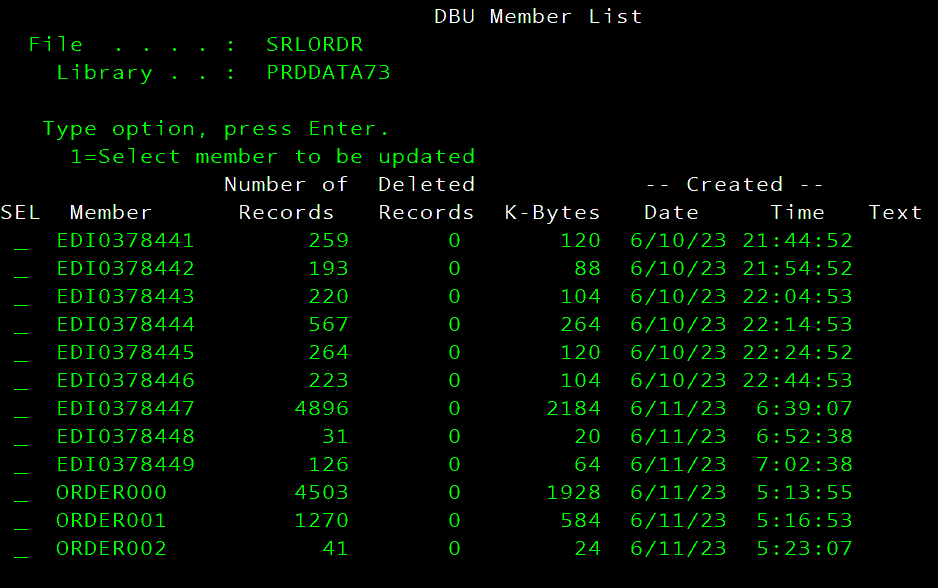 DBU Member List
File . . . . : SRLORDR
Library . . : PRDDATA73
Type option, press Enter.
1=Select member to be updated
Number of Deleted -- Created --
SEL Member Records Records K-Bytes Date Time Text
_ EDI0378441 259 0 120 6/10/23 21:44:52
_ EDI0378442 193 0 88 6/10/23 21:54:52
_ EDI0378443 220 0 104 6/10/23 22:04:53
_ EDI0378444 567 0 264 6/10/23 22:14:53
_ EDI0378445 264 0 120 6/10/23 22:24:52
_ EDI0378446 223 0 104 6/10/23 22:44:53
_ EDI0378447 4896 0 2184 6/11/23 6:39:07
_ EDI0378448 31 0 20 6/11/23 6:52:38
_ EDI0378449 126 0 64 6/11/23 7:02:38
_ ORDER000 4503 0 1928 6/11/23 5:13:55
_ ORDER001 1270 0 584 6/11/23 5:16:53
_ ORDER002 41 0 24 6/11/23 5:23:07